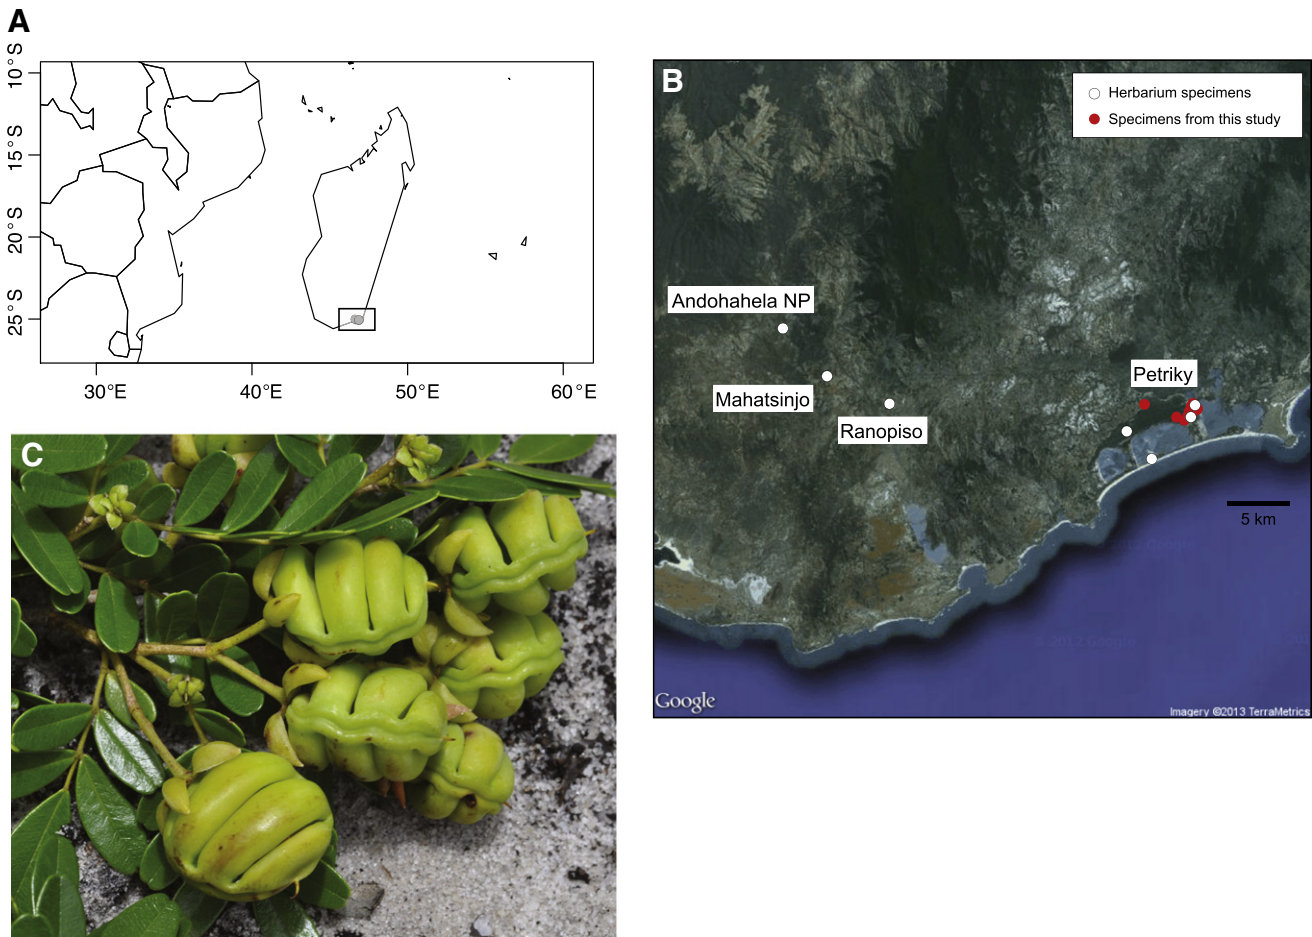 A
10°S
15°S
20°S
25°S
30°E
40°E
50°E
60°E
B
Herbarium specimens
Specimens from this study
Andohahela NP
Mahatsinjo
Ranopiso
Petriky
5 km
Google
Imagery ©2013 TerraMetrics
C